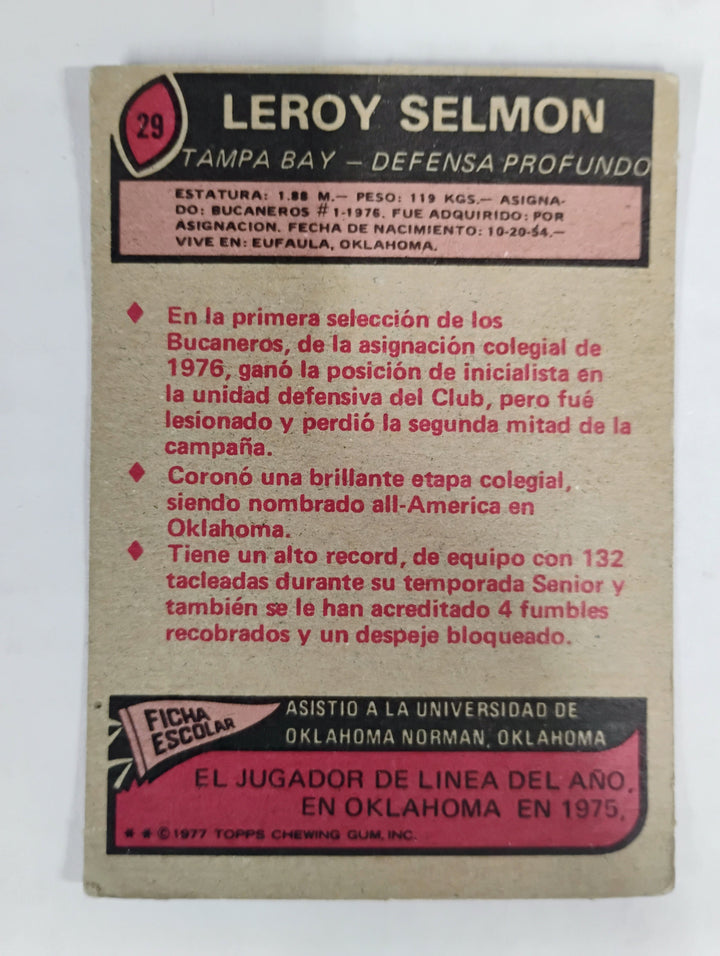 29
LEROY SELMON
TAMPA BAY – DEFENSA PROFUNDO
ESTATURA: 1.88 M.– PESO: 119 KGS.– ASIGNA-
DO: BUCANEROS # 1-1976. FUE ADQUIRIDO: POR
ASIGNACION. FECHA DE NACIMIENTO: 10-20-54.–
VIVE EN: EUFAULA, OKLAHOMA.
♦ En la primera selección de los
Bucaneros, de la asignación colegial de
1976, ganó la posición de inicialista en
la unidad defensiva del Club, pero fué
lesionado y perdió la segunda mitad de la
campaña.
♦ Coronó una brillante etapa colegial,
siendo nombrado all-America en
Oklahoma.
♦ Tiene un alto record, de equipo con 132
tacleadas durante su temporada Senior y
también se le han acreditado 4 fumbles
recobrados y un despeje bloqueado.
FICHA
ESCOLAR
ASISTIO A LA UNIVERSIDAD DE
OKLAHOMA NORMAN, OKLAHOMA
EL JUGADOR DE LINEA DEL AÑO.
EN OKLAHOMA EN 1975.
* * © 1977 TOPPS CHEWING GUM, INC.